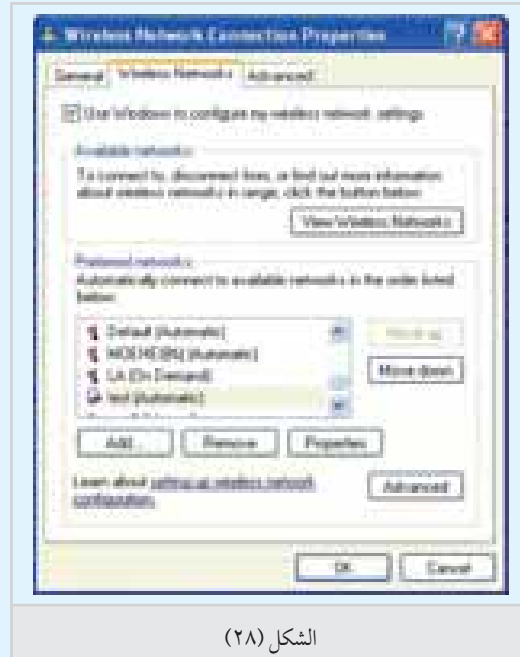 Wireless Network Connection Properties
General Wireless Networks Advanced
Use Windows to configure my wireless network settings
Available networks
To connect to, disconnect from, or find out more information
about wireless networks in range, click the button below.
View Wireless Networks
Preferred networks
Automatically connect to available networks in the order listed
below:
Default (Automatic)
(Automatic)
LA (On Demand)
test (Automatic)
Move up
Move down
Add... Remove Properties
Learn about setting up wireless network
configuration.
Advanced
OK Cancel
الشكل (٢٨)